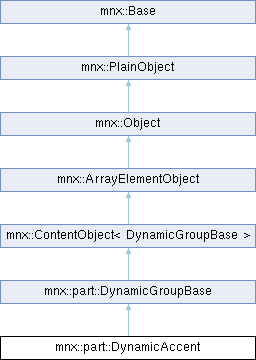 mnx::Base
mnx::PlainObject
mnx::Object
mnx::ArrayElementObject
mnx::ContentObject< DynamicGroupBase >
mnx::part::DynamicGroupBase
mnx::part::DynamicAccent